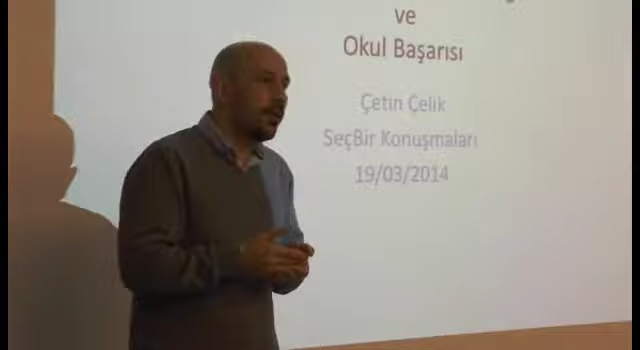 ve
Okul Başarısı
Çetin Çelik
SeçBir Konuşmaları
19/03/2014